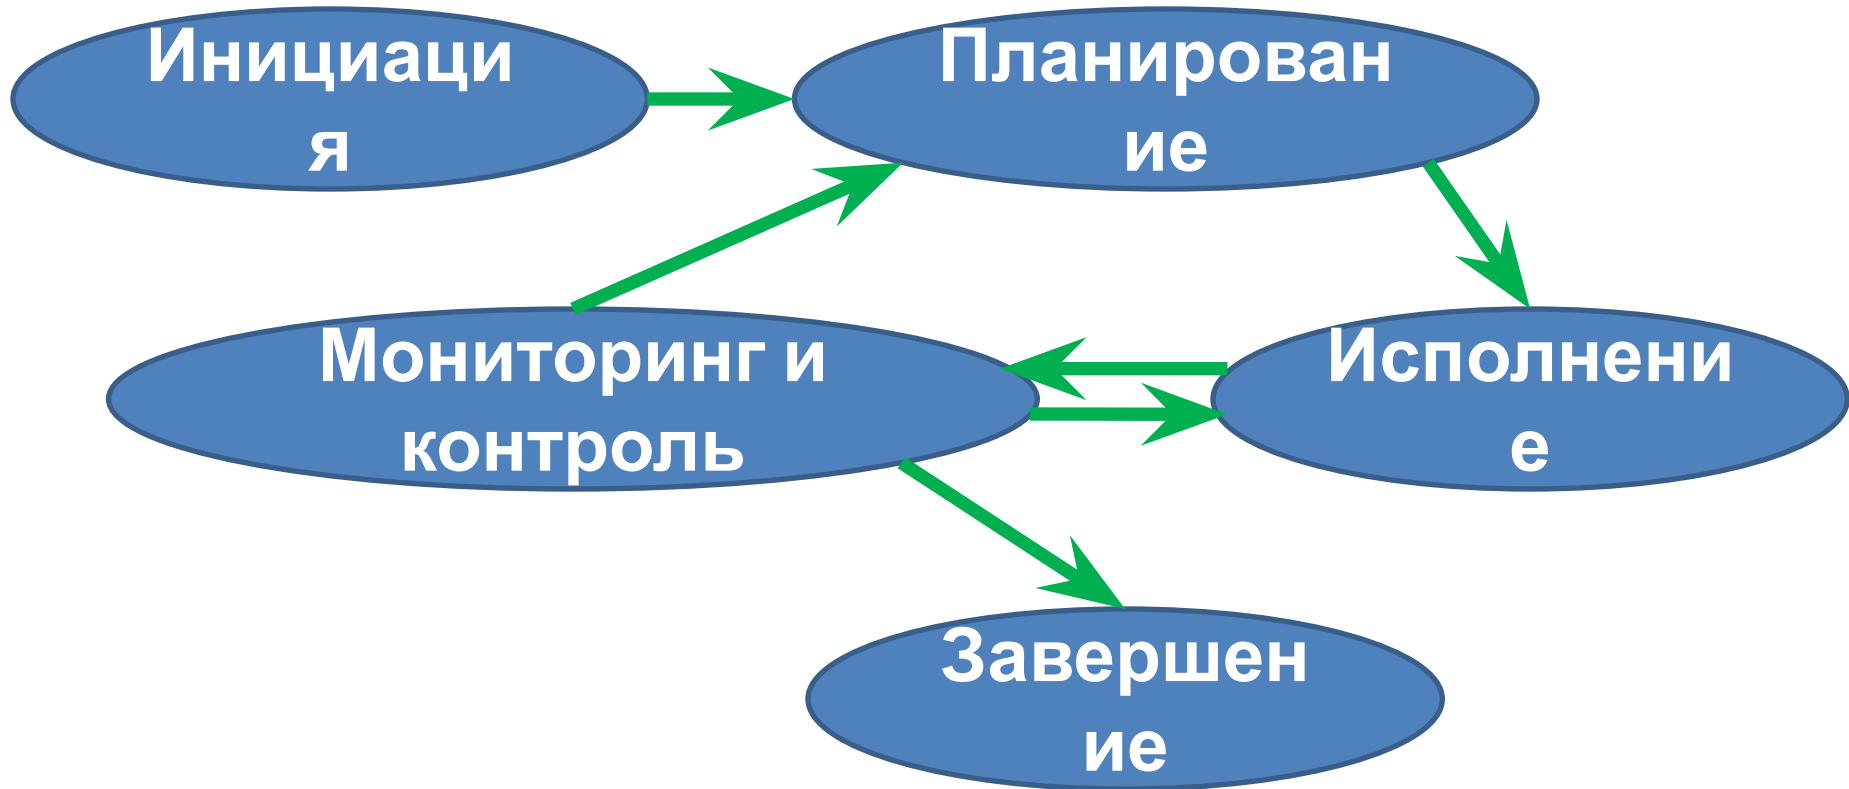 Инициаци
я
Планирован
ие
Мониторинг и
контроль
Исполнени
е
Завершен
ие